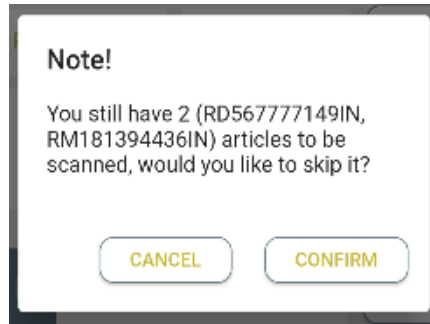 Note!
You still have 2 (RD567777149IN,
RM181394436IN) articles to be
scanned, would you like to skip it?
CANCEL
CONFIRM